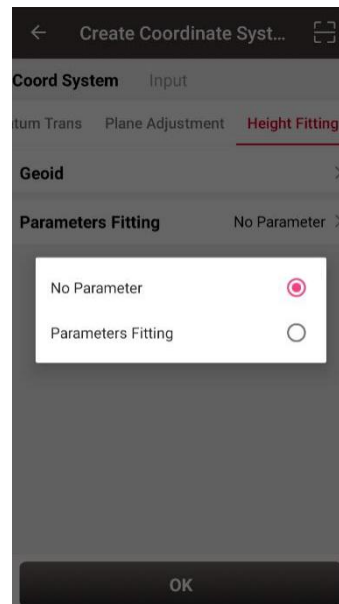 Create Coordinate Syst...
Coord System Input
tum Trans Plane Adjustment Height Fitting
Geoid
Parameters Fitting No Parameter
No Parameter
Parameters Fitting
OK